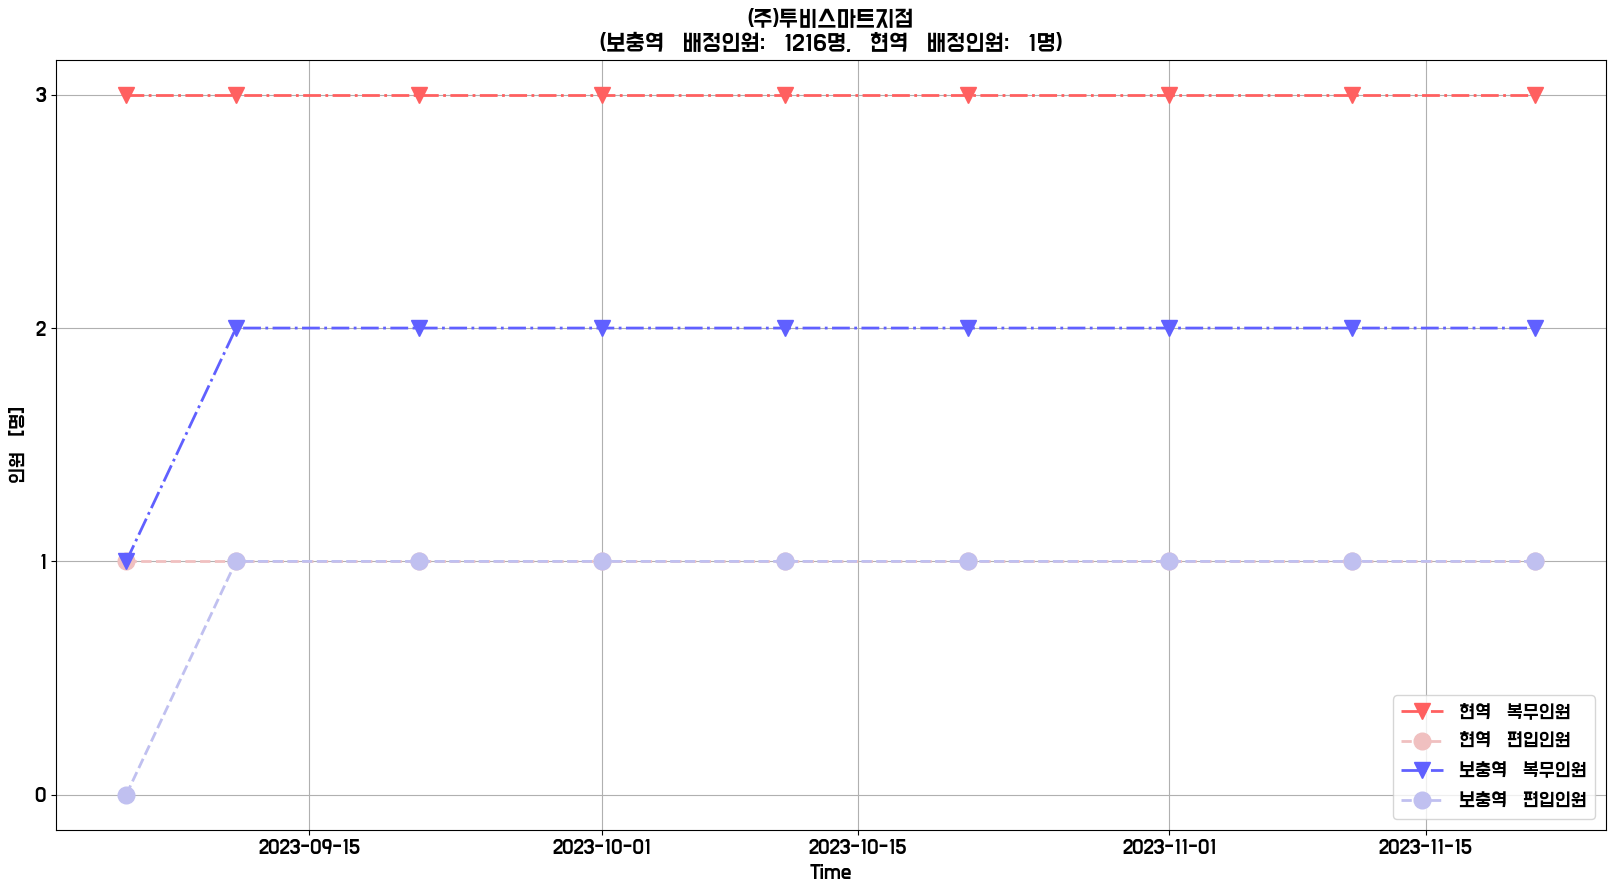 (주)투비스마트지점
(보충역 배정인원: 1216명, 현역 배정인원: 1명)
3
2
1
0
인원 [명]
현역 복무인원
현역 편입인원
보충역 복무인원
보충역 편입인원
2023-09-15
2023-10-01
2023-10-15
2023-11-01
2023-11-15
Time